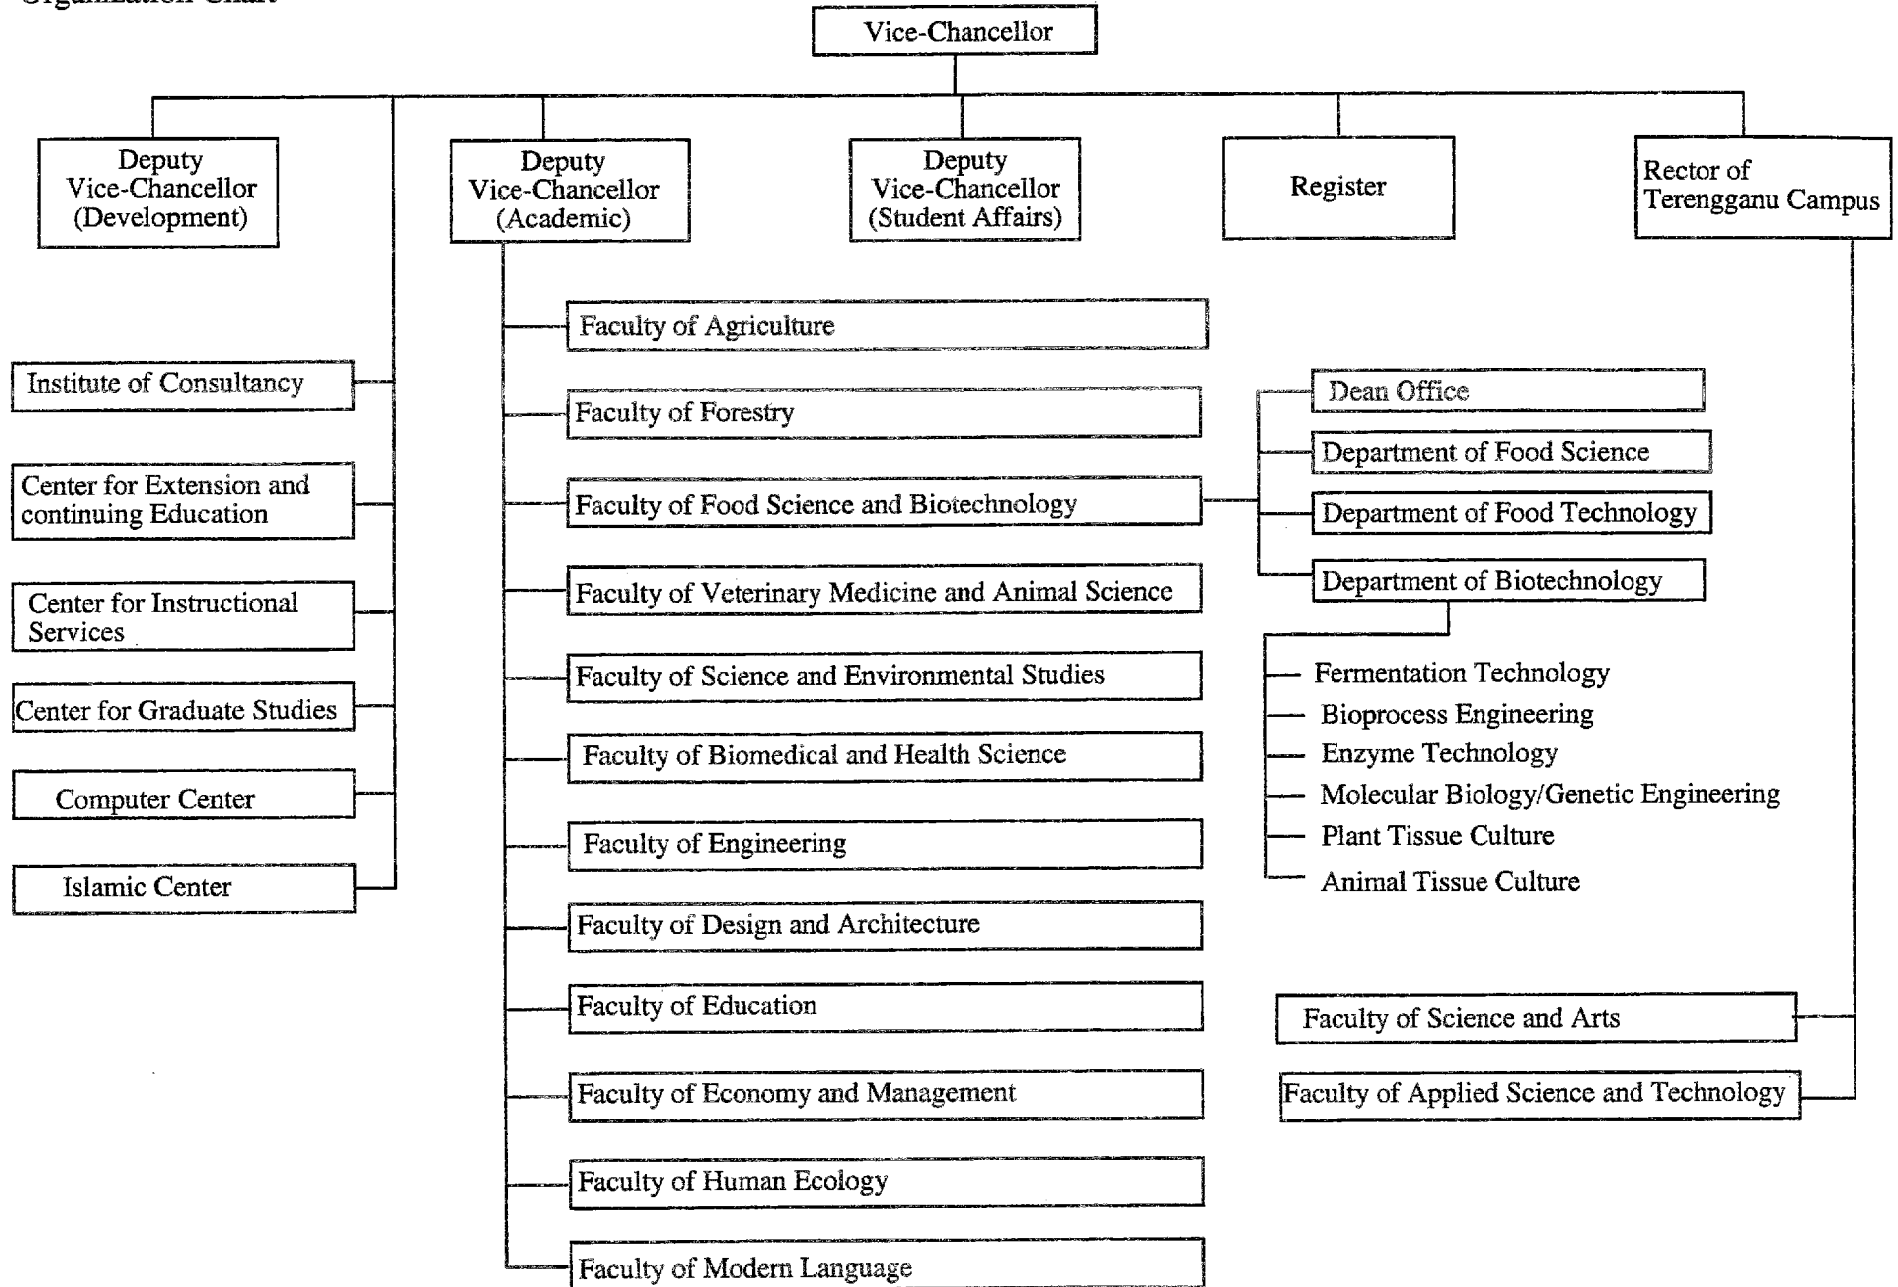 Organization Chart
Vice-Chancellor
Deputy
Vice-Chancellor
(Development)
Deputy
Vice-Chancellor
(Academic)
Deputy
Vice-Chancellor
(Student Affairs)
Register
Rector of
Terengganu Campus
Institute of Consultancy
Center for Extension and
continuing Education
Center for Instructional
Services
Center for Graduate Studies
Computer Center
Islamic Center
Faculty of Agriculture
Faculty of Forestry
Faculty of Food Science and Biotechnology
Faculty of Veterinary Medicine and Animal Science
Faculty of Science and Environmental Studies
Faculty of Biomedical and Health Science
Faculty of Engineering
Faculty of Design and Architecture
Faculty of Education
Faculty of Economy and Management
Faculty of Human Ecology
Faculty of Modern Language
Dean Office
Department of Food Science
Department of Food Technology
Department of Biotechnology
Fermentation Technology
Bioprocess Engineering
Enzyme Technology
Molecular Biology/Genetic Engineering
Plant Tissue Culture
Animal Tissue Culture
Faculty of Science and Arts
Faculty of Applied Science and Technology